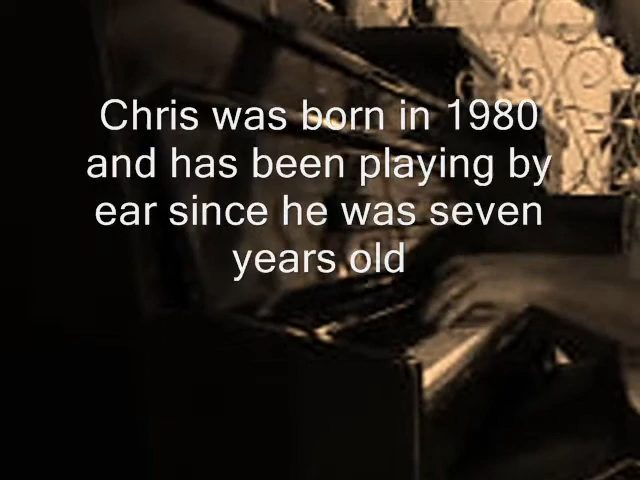 Chris was born in 1980
and has been playing by
ear since he was seven
years old